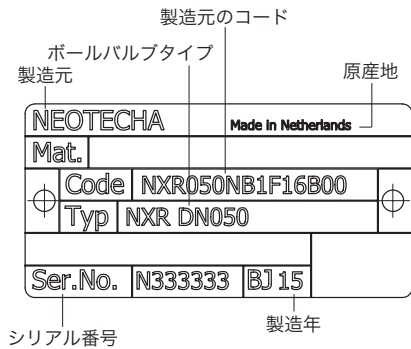 製造元のコード
ボールバルブタイプ
製造元
原産地
NEOTECHA Made in Netherlands
Mat.
Code NXR050NB1F16B00
Typ NXR DN050
Ser.No. N333333 BJ 15
シリアル番号
製造年